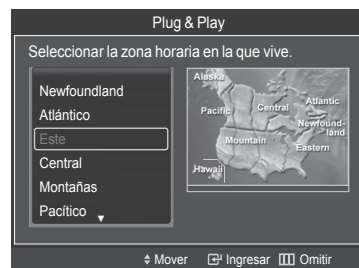 Plug & Play
Seleccionar la zona horaria en la que vive.
Newfoundland
Atlántico
Este
Central
Montañas
Pacítico
Alaska
Pacific
Central
Atlantic
Newfound-
land
Mountain
Eastern
Hawaii
Mover Ingresar Omitir